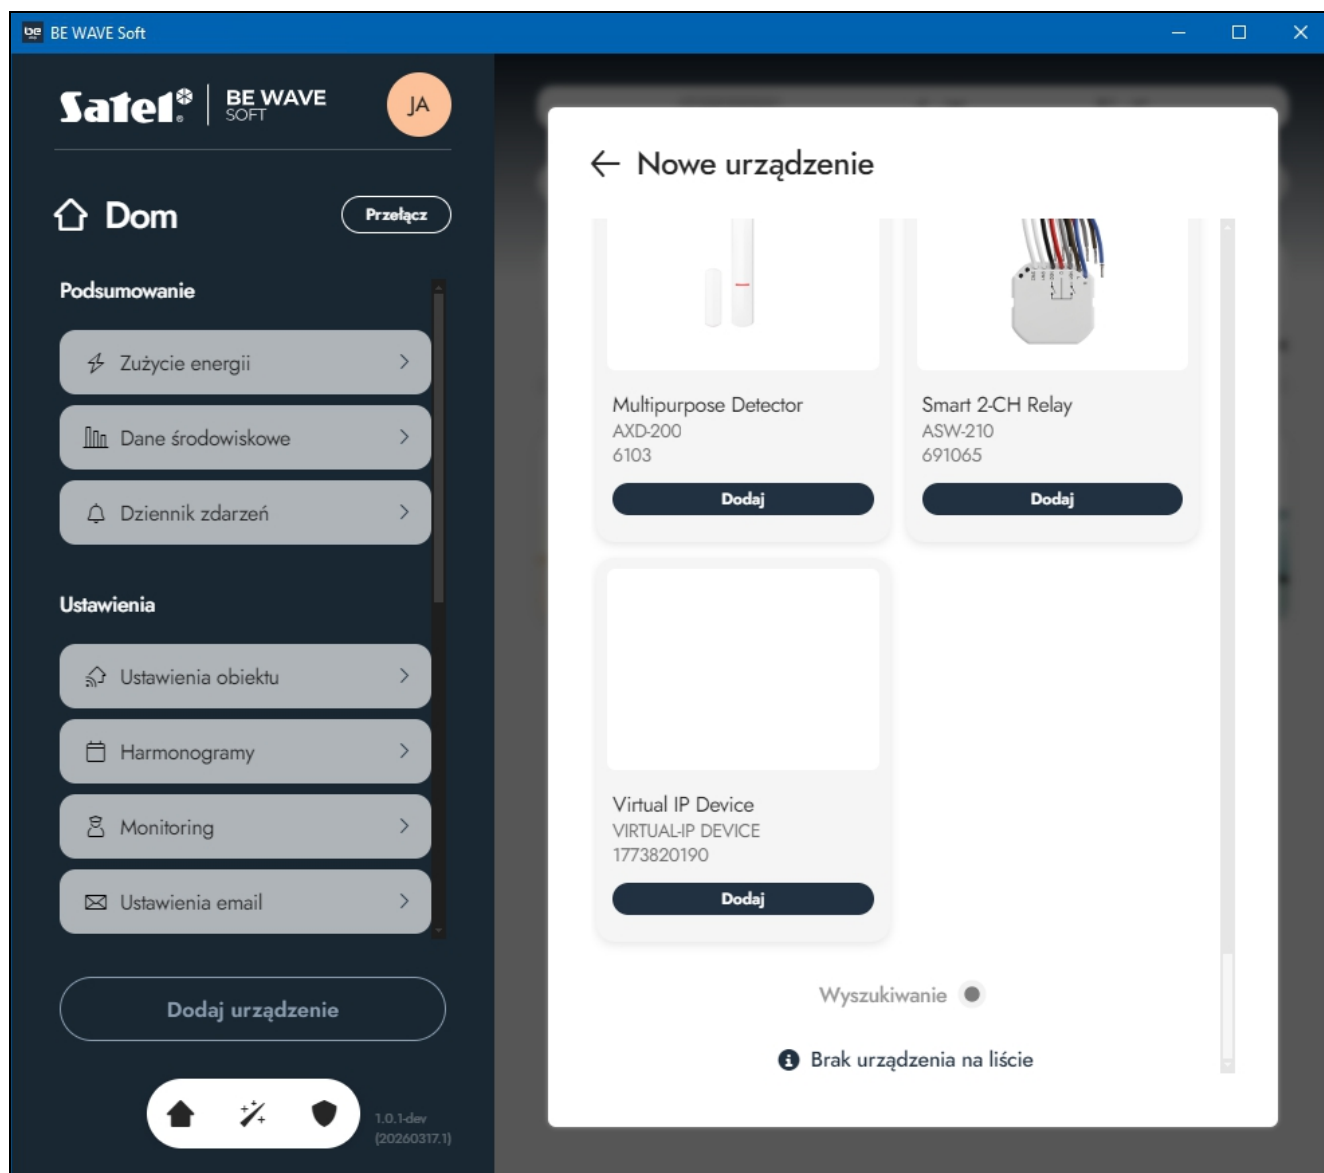 BE WAVE Soft
Satel® BE WAVE SOFT
JA
Dom
Przełącz
Podsumowanie
Zużycie energii
Dane środowiskowe
Dziennik zdarzeń
Ustawienia
Ustawienia obiektu
Harmonogramy
Monitoring
Ustawienia email
Dodaj urządzenie
1.0.1-dev
(20260317.1)
Nowe urządzenie
Multipurpose Detector
AXD-200
6103
Dodaj
Smart 2-CH Relay
ASW-210
691065
Dodaj
Virtual IP Device
VIRTUAL-IP DEVICE
1773820190
Dodaj
Wyszukiwanie
Brak urządzenia na liście